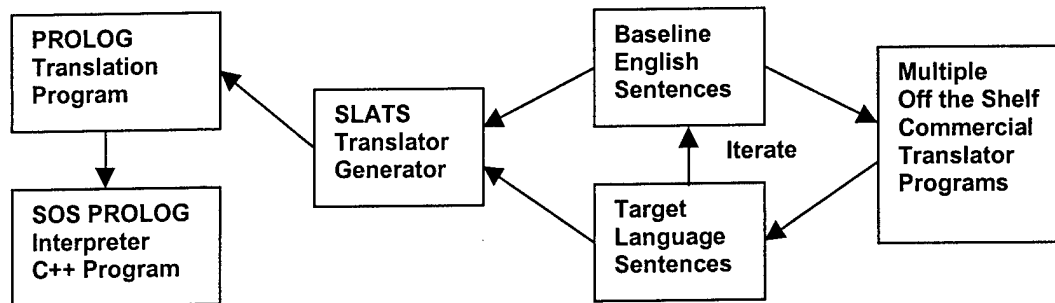 PROLOG
Translation
Program
SOS PROLOG
Interpreter
C++ Program
SLATS
Translator
Generator
Baseline
English
Sentences
Iterate
Target
Language
Sentences
Multiple
Off the Shelf
Commercial
Translator
Programs